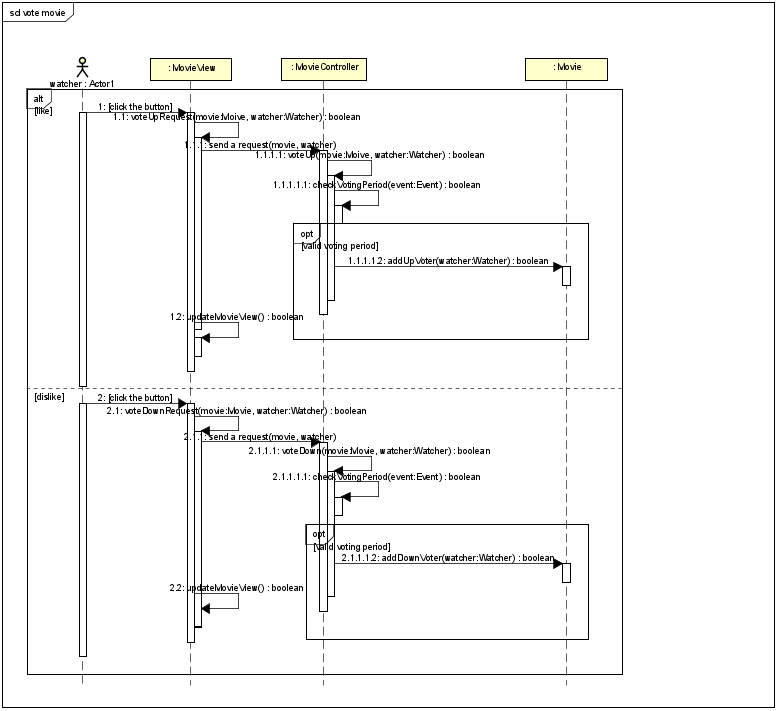 sd vote movie
watcher : Actor1
: MovieView
: MovieController
: Movie
alt
[like]
1: [click the button]
1.1: voteUpRequest(movie:Moive, watcher:Watcher) : boolean
1.1.1: send a request(movie, watcher)
1.1.1.1: voteUp(movie:Moive, watcher:Watcher) : boolean
1.1.1.1.1: checkVotingPeriod(event:Event) : boolean
opt
[valid voting period]
1.1.1.1.2: addUpVoter(watcher:Watcher) : boolean
1.2: updateMovieView() : boolean
[dislike]
2: [click the button]
2.1: voteDownRequest(movie:Movie, watcher:Watcher) : boolean
2.1.1: send a request(movie, watcher)
2.1.1.1: voteDown(movie:Movie, watcher:Watcher) : boolean
2.1.1.1.1: checkVotingPeriod(event:Event) : boolean
opt
[valid voting period]
2.1.1.1.2: addDownVoter(watcher:Watcher) : boolean
2.2: updateMovieView() : boolean